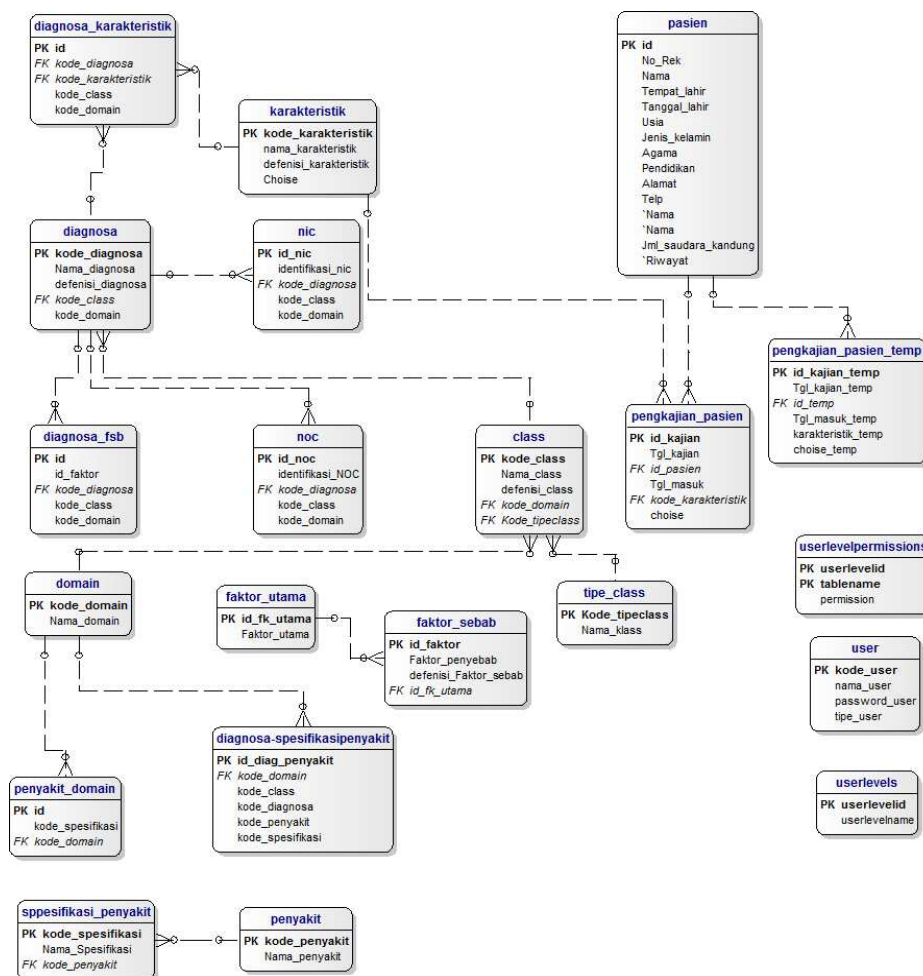 diagnosa_karakteristik
PK id
FK kode_diagnosa
FK kode_karakteristik
kode_class
kode_domain
karakteristik
PK kode_karakteristik
nama_karakteristik
defenisi_karakteristik
Choise
pasien
PK id
No_Rek
Nama
Tempat_lahir
Tanggal_lahir
Usia
Jenis_kelamin
Agama
Pendidikan
Alamat
Telp
`Nama
`Nama
Jml_saudara_kandung
`Riwayat
diagnosa
PK kode_diagnosa
Nama_diagnosa
defenisi_diagnosa
FK kode_class
kode_domain
nic
PK id_nic
identifikasi_nic
FK kode_diagnosa
kode_class
kode_domain
pengkajian_pasien_temp
PK id_kajian_temp
Tgl_kajian_temp
FK id_temp
Tgl_masuk_temp
karakteristik_temp
choise_temp
diagnosa_fsb
PK id
id_faktor
FK kode_diagnosa
kode_class
kode_domain
noc
PK id_noc
identifikasi_NOC
FK kode_diagnosa
kode_class
kode_domain
class
PK kode_class
Nama_class
defenisi_class
FK kode_domain
FK Kode_tipeclass
pengkajian_pasien
PK id_kajian
Tgl_kajian
FK id_pasien
Tgl_masuk
FK kode_karakteristik
choise
userlevelpermissions
PK userlevelid
PK tablename
permission
domain
PK kode_domain
Nama_domain
faktor_utama
PK id_fk_utama
Faktor_utama
faktor_sebab
PK id_faktor
Faktor_penyebab
defenisi_Faktor_sebab
FK id_fk_utama
tipe_class
PK Kode_tipeclass
Nama_klass
user
PK kode_user
nama_user
password_user
tipe_user
diagnosa-spesifikasipenyakit
PK id_diag_penyakit
FK kode_domain
kode_class
kode_diagnosa
kode_penyakit
kode_spesifikasi
penyakit_domain
PK id
kode_spesifikasi
FK kode_domain
userlevels
PK userlevelid
userlevelname
sppesifikasi_penyakit
PK kode_spesifikasi
Nama_Spesifikasi
FK kode_penyakit
penyakit
PK kode_penyakit
Nama_penyakit